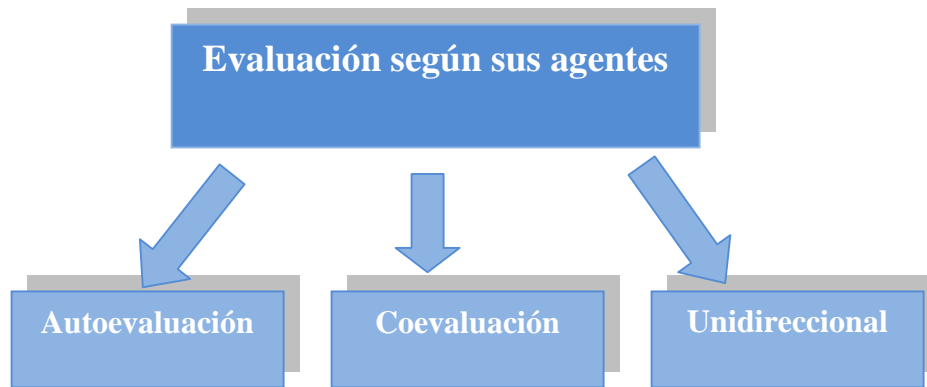 Evaluación según sus agentes
Autoevaluación
Coevaluación
Unidireccional